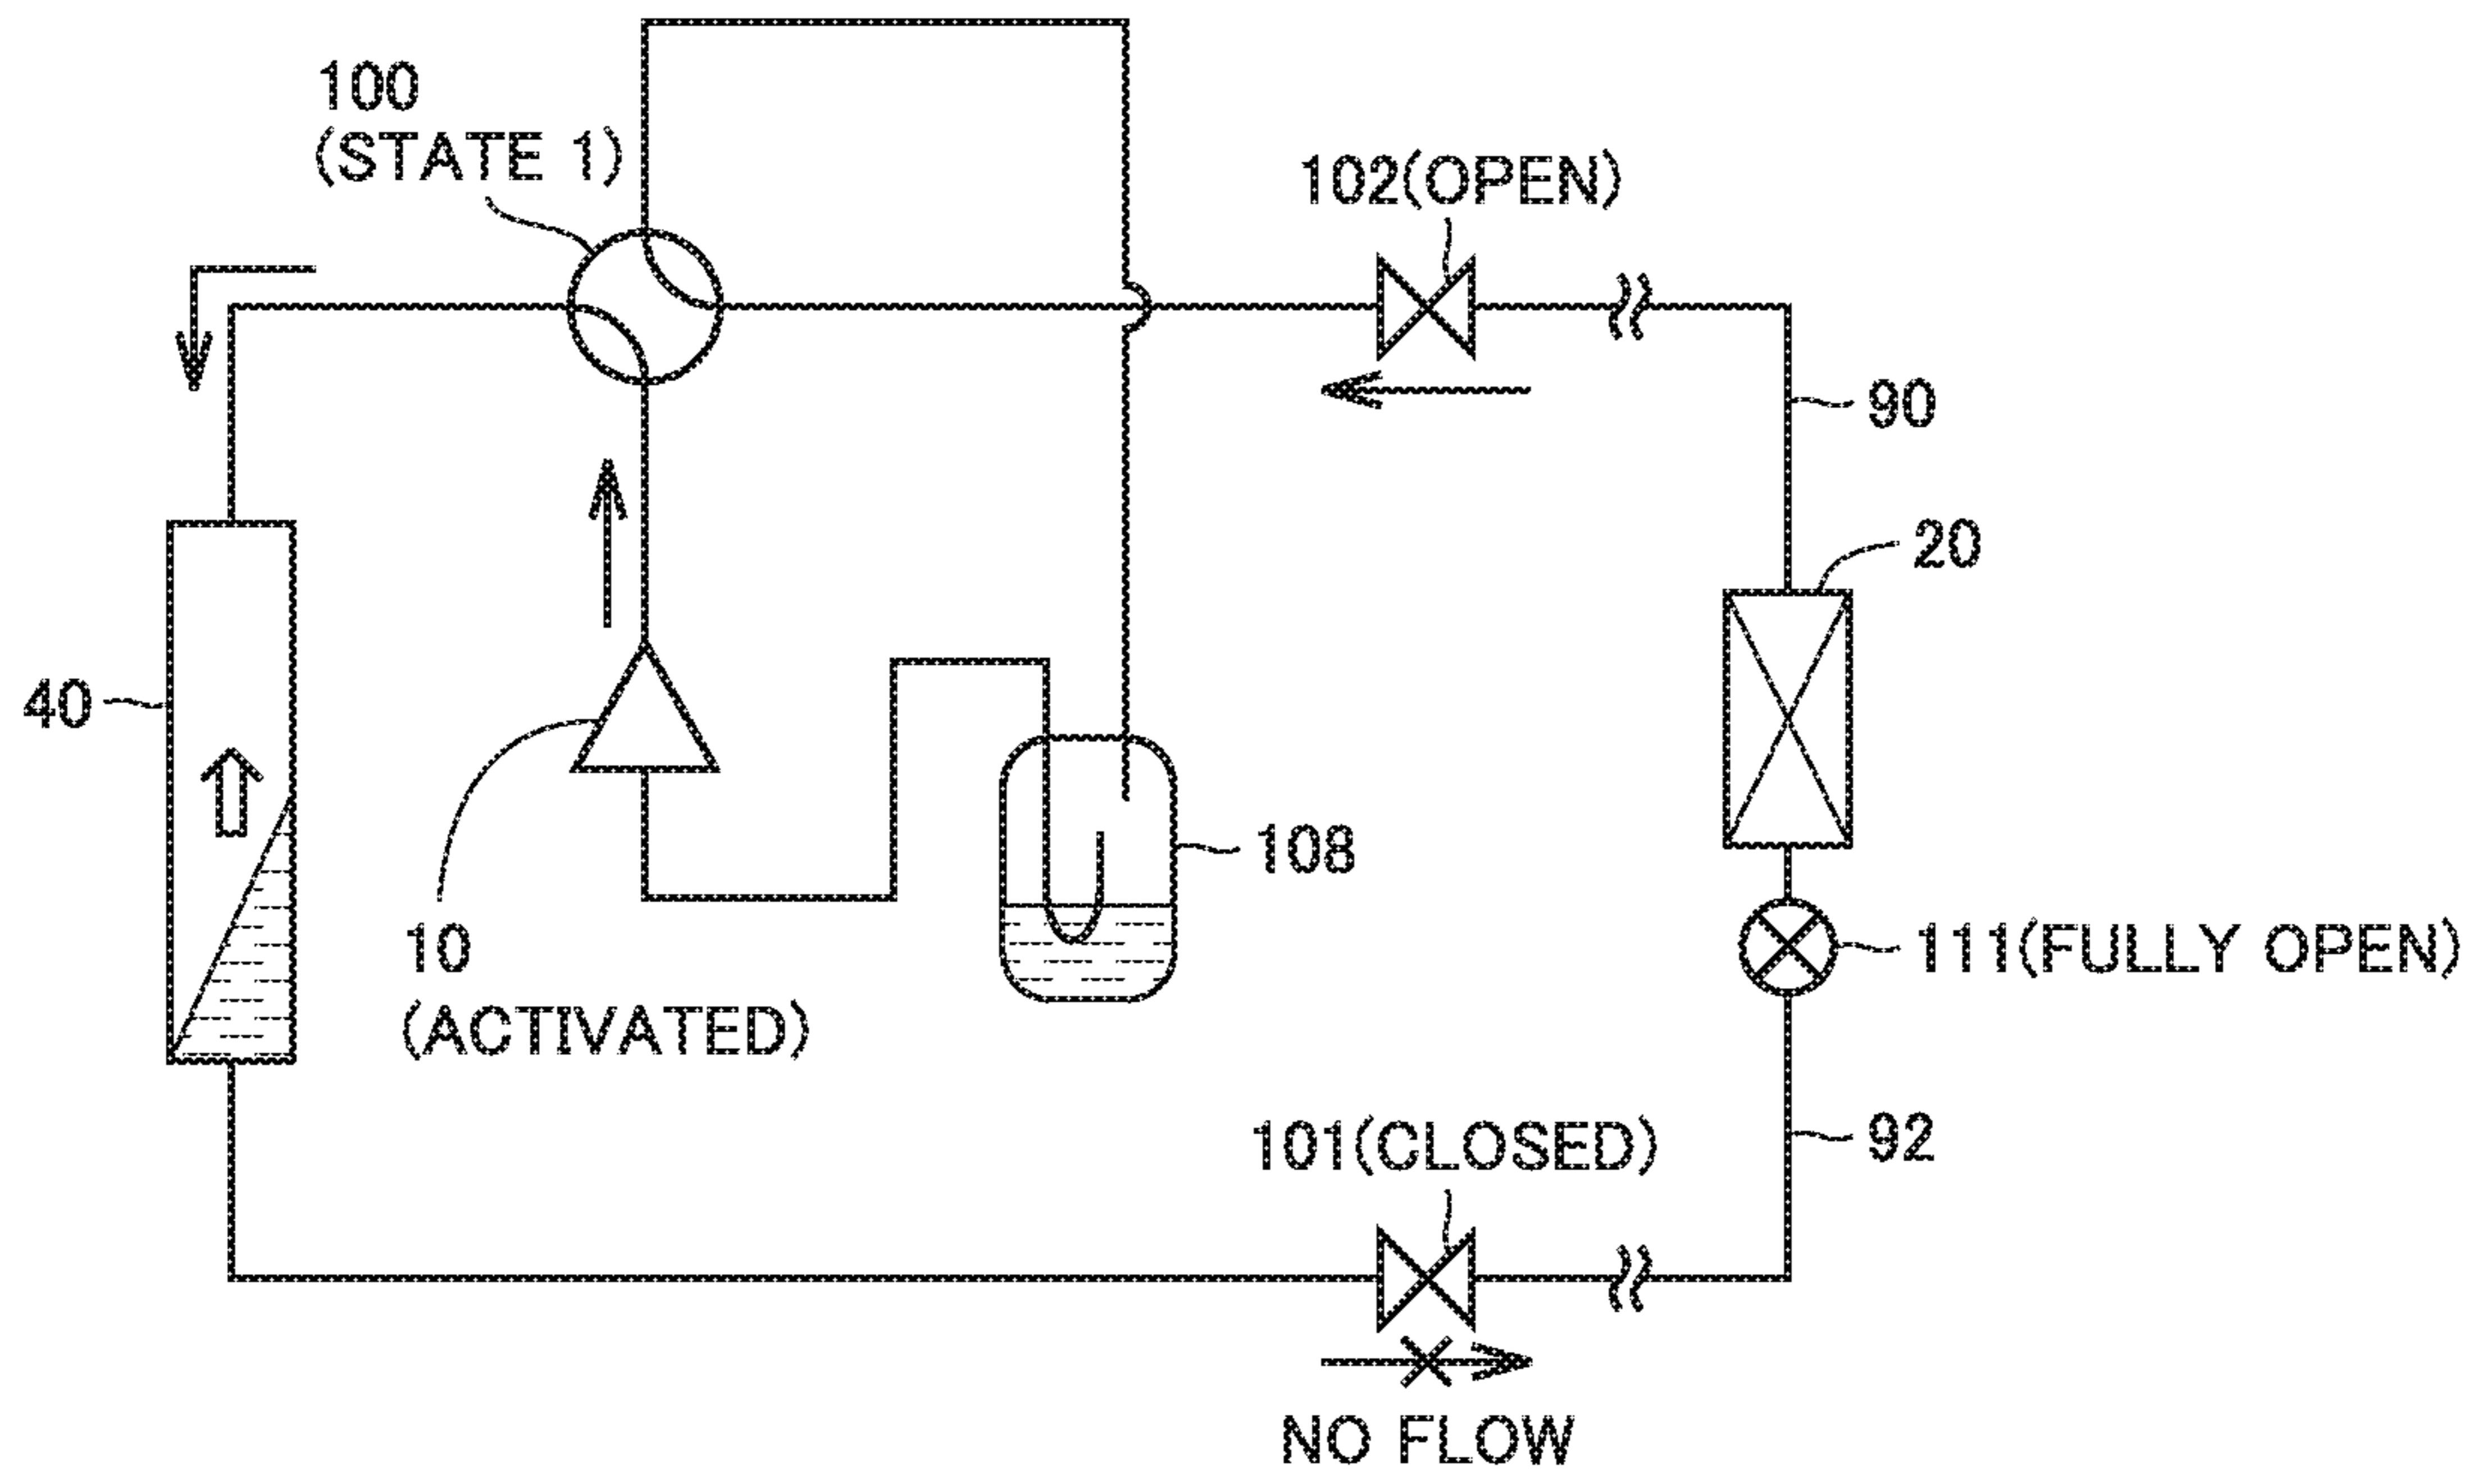 100
(STATE 1)
102(OPEN)
90
20
40
108
10
(ACTIVATED)
111(FULLY OPEN)
101(CLOSED)
92
NO FLOW